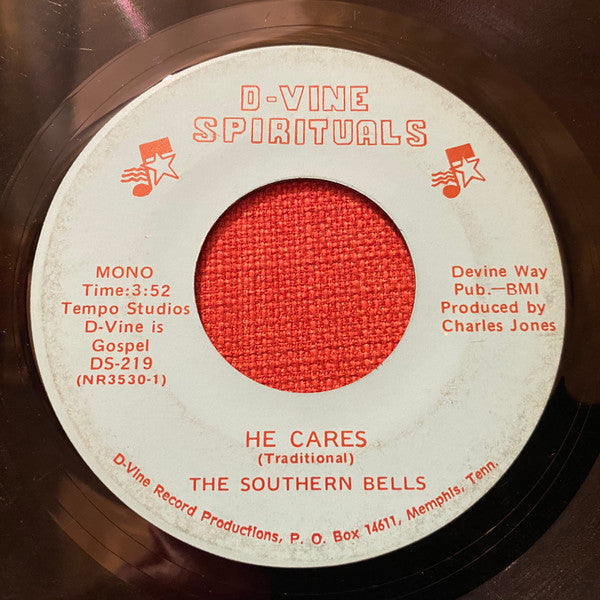 D-VINE
SPIRITUALS
MONO
Time:3:52
Tempo Studios
D-Vine is
Gospel
DS-219
(NR3530-1)
Devine Way
Pub.—BMI
Produced by
Charles Jones
HE CARES
(Traditional)
THE SOUTHERN BELLS
D-Vine Record Productions, P. O. Box 14611, Memphis, Tenn.